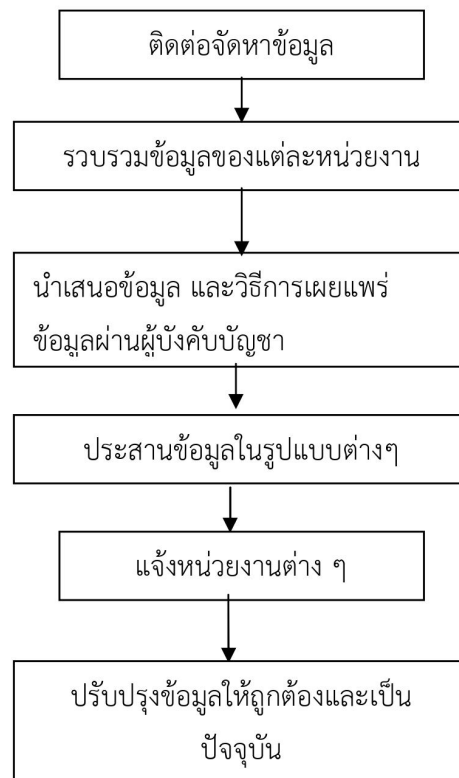 ติดต่อจัดหาข้อมูล
รวบรวมข้อมูลของแต่ละหน่วยงาน
นำเสนอข้อมูล และวิธีการเผยแพร่
ข้อมูลผ่านผู้บังคับบัญชา
ประสานข้อมูลในรูปแบบต่างๆ
แจ้งหน่วยงานต่าง ๆ
ปรับปรุงข้อมูลให้ถูกต้องและเป็น
ปัจจุบัน